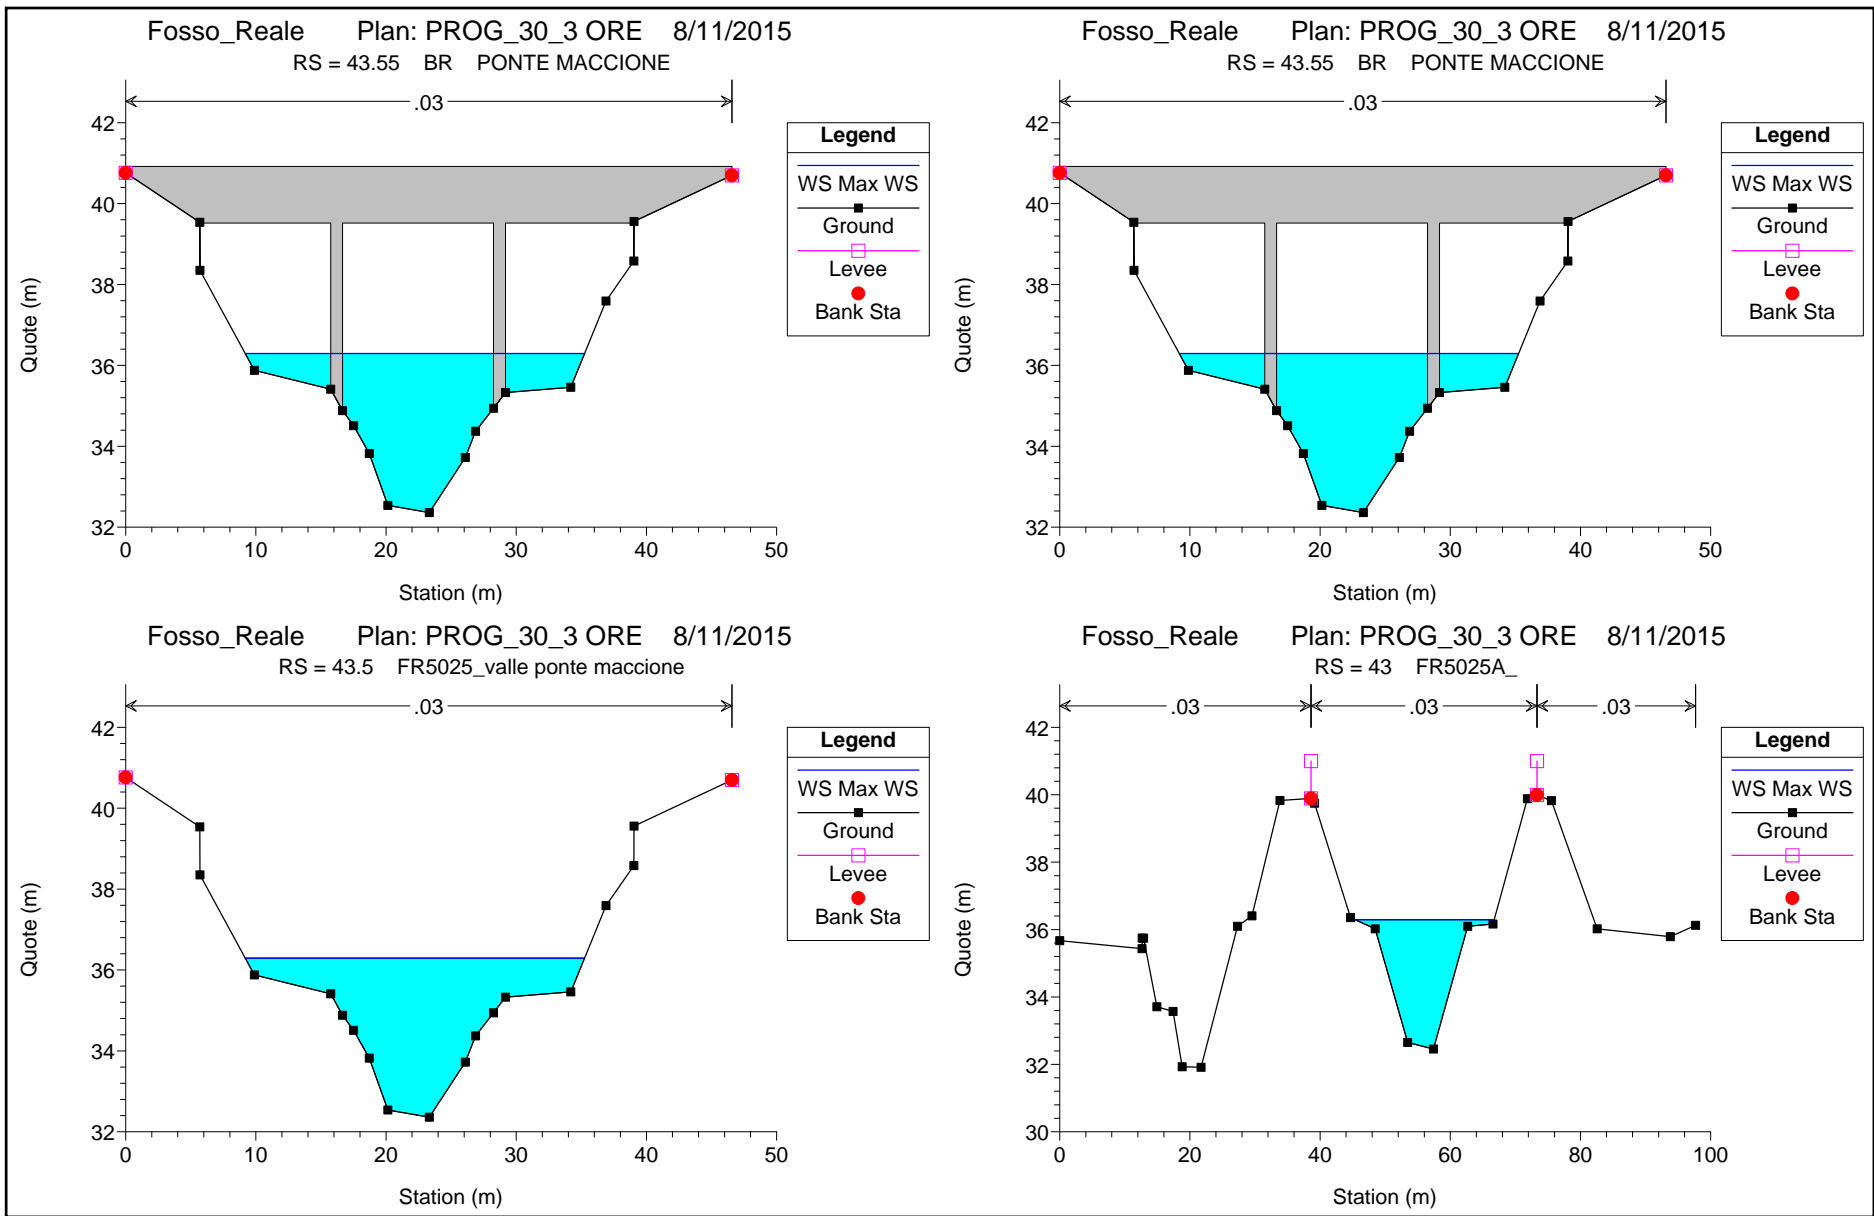 Fosso_Reale Plan: PROG_30_3 ORE 8/11/2015
RS = 43.55 BR PONTE MACCIONE
.03
42
40
38
36
34
32
0 10 20 30 40 50
Quote (m)
Station (m)
Legend
WS Max WS
Ground
Levee
Bank Sta
Fosso_Reale Plan: PROG_30_3 ORE 8/11/2015
RS = 43.55 BR PONTE MACCIONE
.03
42
40
38
36
34
32
0 10 20 30 40 50
Quote (m)
Station (m)
Legend
WS Max WS
Ground
Levee
Bank Sta
Fosso_Reale Plan: PROG_30_3 ORE 8/11/2015
RS = 43.5 FR5025_valle ponte maccione
.03
42
40
38
36
34
32
0 10 20 30 40 50
Quote (m)
Station (m)
Legend
WS Max WS
Ground
Levee
Bank Sta
Fosso_Reale Plan: PROG_30_3 ORE 8/11/2015
RS = 43 FR5025A_
.03 .03 .03
42
40
38
36
34
32
30
0 20 40 60 80 100
Quote (m)
Station (m)
Legend
WS Max WS
Ground
Levee
Bank Sta